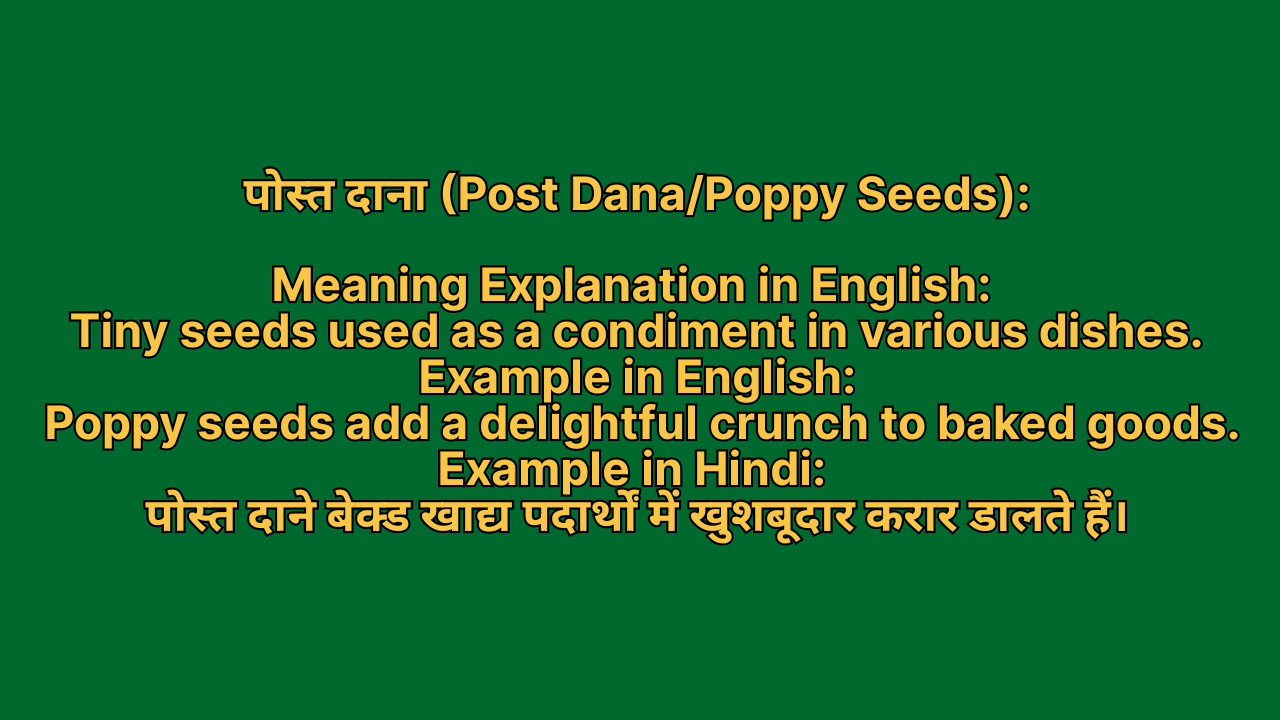 पोस्त दाना (Post Dana/Poppy Seeds):
Meaning Explanation in English:
Tiny seeds used as a condiment in various dishes.
Example in English:
Poppy seeds add a delightful crunch to baked goods.
Example in Hindi:
पोस्त दाने बेक्ड खाद्य पदार्थों में खुशबूदार करार डालते हैं।